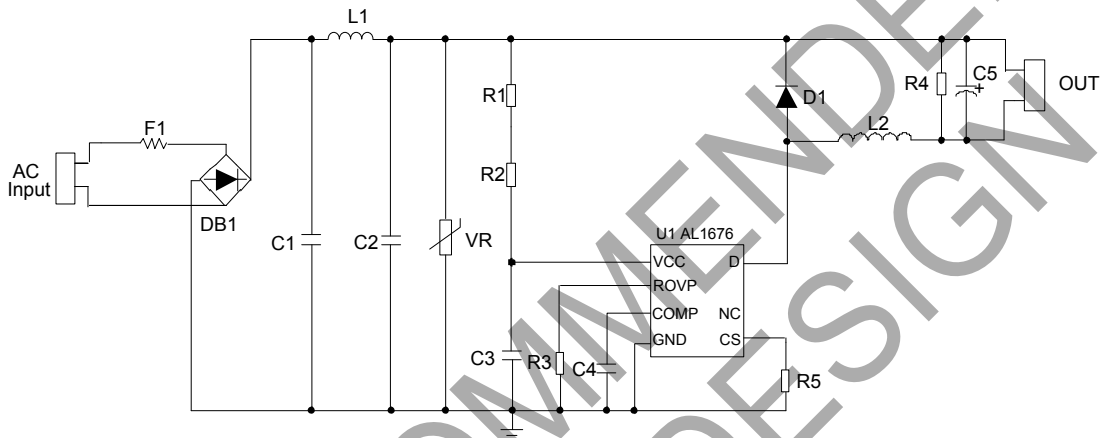 L1
F1
AC
Input
DB1
C1
C2
VR
R1
R2
C3
R3
C4
U1 AL1676
VCC
D
ROVP
COMP
NC
GND
CS
R5
D1
L2
R4
C5
+
OUT
DESIGN